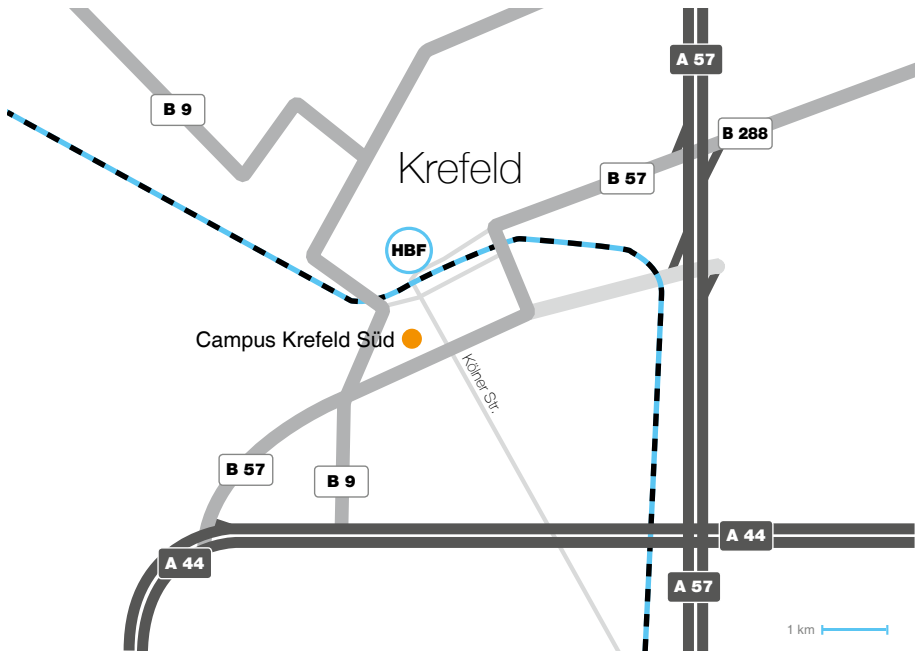 A 57
B 9
B 288
Krefeld
B 57
HBF
Campus Krefeld Süd
Kölner Str.
B 57
B 9
A 44
A 44
A 57
1 km